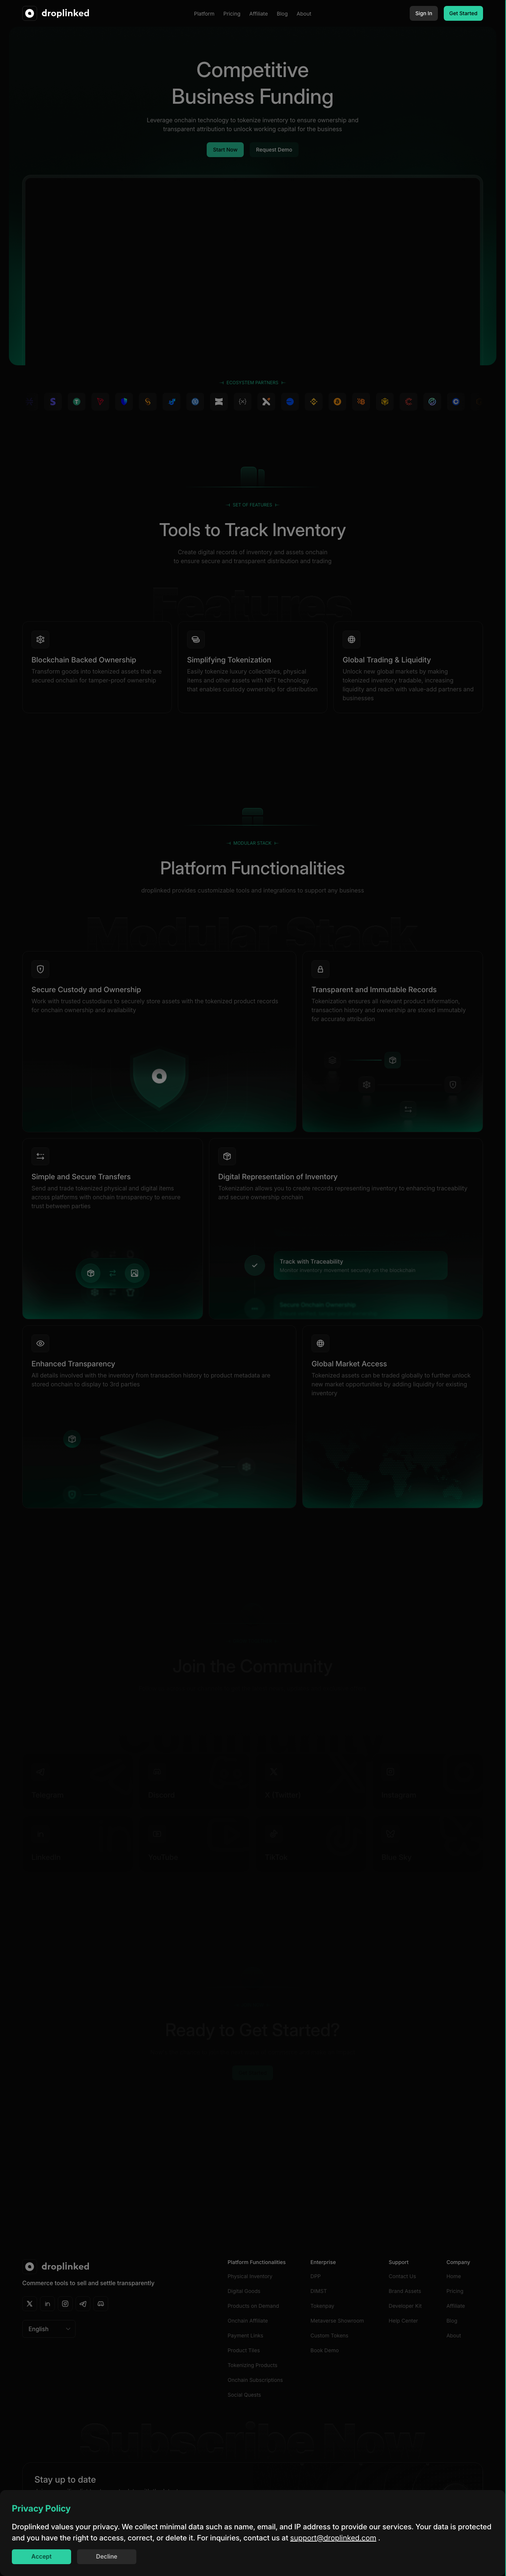 droplinked
Platform Pricing Affiliate Blog About
Sign In
Get Started
Competitive
Business Funding
Leverage onchain technology to tokenize inventory to ensure ownership and
transparent attribution to unlock working capital for the business
Start Now
Request Demo
ECOSYSTEM PARTNERS
SET OF FEATURES
Tools to Track Inventory
Create digital records of inventory and assets onchain
to ensure secure and transparent distribution and trading
Features
Blockchain Backed Ownership
Transform goods into tokenized assets that are
secured onchain for tamper-proof ownership
Simplifying Tokenization
Easily tokenize luxury collectibles, physical
items and other assets with NFT technology
that enables custody ownership for distribution
Global Trading & Liquidity
Unlock new global markets by making
tokenized inventory tradable, increasing
liquidity and reach with value-add partners and
businesses
MODULAR STACK
Platform Functionalities
droplinked provides customizable tools and integrations to support any business
Modular Stack
Secure Custody and Ownership
Work with trusted custodians to securely store assets with the tokenized product records
for onchain ownership and availability
Transparent and Immutable Records
Tokenization ensures all relevant product information,
transaction history and ownership are stored immutably
for accurate attribution
Simple and Secure Transfers
Send and trade tokenized physical and digital items
across platforms with onchain transparency to ensure
trust between parties
Digital Representation of Inventory
Tokenization allows you to create records representing inventory to enhancing traceability
and secure ownership onchain
Track with Traceability
Monitor inventory movement securely on the blockchain
Secure Onchain Ownership
Enhanced Transparency
All details involved with the inventory from transaction history to product metadata are
stored onchain to display to 3rd parties
Global Market Access
Tokenized assets can be traded globally to further unlock
new market opportunities by adding liquidity for existing
inventory
Join the Community
Telegram
Discord
Instagram
LinkedIn
YouTube
TikTok
Ready to Get Started?
droplinked
Commerce tools to sell and settle transparently
English
Platform Functionalities
Physical Inventory
Digital Goods
Products on Demand
Onchain Affiliate
Payment Links
Product Tiles
Tokenizing Products
Onchain Subscriptions
Social Quests
Enterprise
DPP
D3MET
Tokenpay
Metaverse Showroom
Custom Tokens
Book Demo
Support
Contact Us
Brand Assets
Developer Kit
Help Center
Company
Home
Pricing
Affiliate
Blog
About
Subscribe Now
Stay up to date
Privacy Policy
Droplinked values your privacy. We collect minimal data such as name, email, and IP address to provide our services. Your data is protected
and you have the right to access, correct, or delete it. For inquiries, contact us at support@droplinked.com .
Accept
Decline